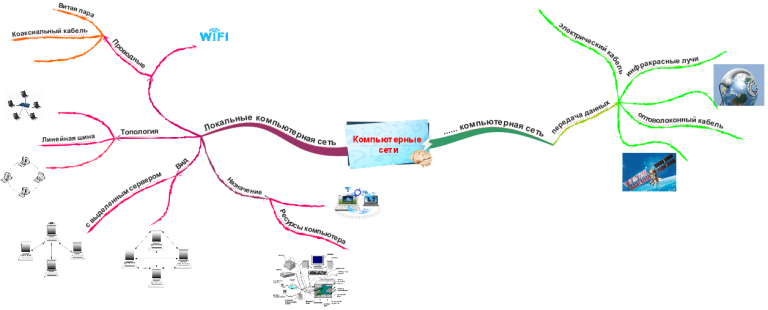 Витая пара
Коаксиальный кабель
Проводные
WiFi
Топология
Линейная шина
Локальные компьютерная сеть
Вид
с выделенным сервером
Незначение
Ресурсы компьютера
Компьютерные
сети
...... компьютерная сеть
передача данных
электрический кабель
инфракрасные лучи
оптоволоконный кабель